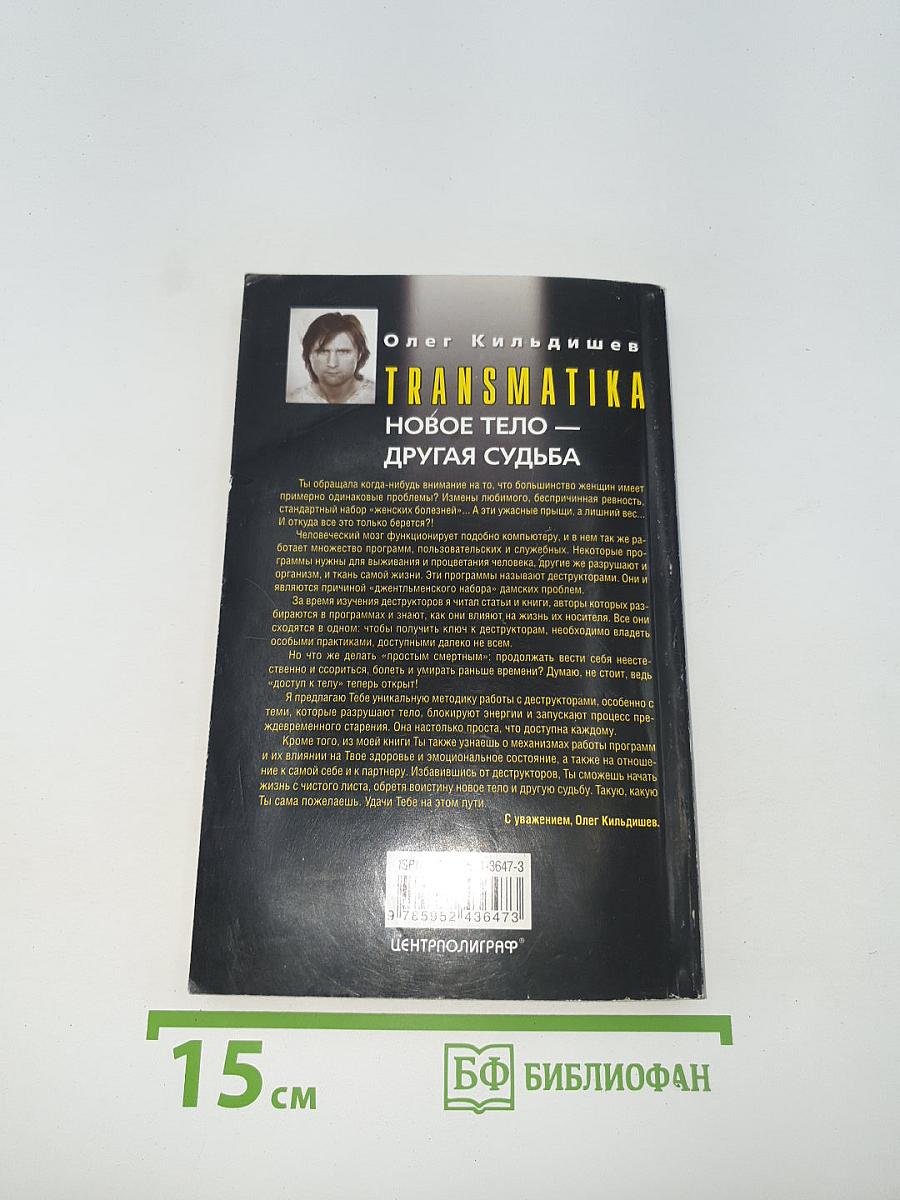 Олег Кильдишев
TRANSMATIKA
НОВОЕ ТЕЛО —
ДРУГАЯ СУДЬБА
Ты обращала когда-нибудь внимание на то, что большинство женщин имеет
примерно одинаковые проблемы? Измены любимого, беспричинная ревность,
стандартный набор «женских болезней»... А эти ужасные прыщи, а лишний вес...
И откуда все это только берется?!
Человеческий мозг функционирует подобно компьютеру, и в нем так же ра-
ботает множество программ, пользовательских и служебных. Некоторые про-
граммы нужны для выживания и процветания человека, другие же разрушают и
организм, и ткань самой жизни. Эти программы называют деструкторами. Они и
являются причиной «джентльменского набора» дамских проблем.
За время изучения деструкторов я читал статьи и книги, авторы которых раз-
бираются в программах и знают, как они влияют на жизнь их носителя. Все они
сходятся в одном: чтобы получить ключ к деструкторам, необходимо владеть
особыми практиками, доступными далеко не всем.
Но что же делать «простым смертным»: продолжать вести себя неесте-
ственно и ссориться, болеть и умирать раньше времени? Думаю, не стоит, ведь
«доступ к телу» теперь открыт!
Я предлагаю Тебе уникальную методику работы с деструкторами, особенно с
теми, которые разрушают тело, блокируют энергии и запускают процесс пре-
ждевременного старения. Она настолько проста, что доступна каждому.
Кроме того, из моей книги Ты также узнаешь о механизмах работы программ
и их влиянии на Твое здоровье и эмоциональное состояние, а также на отноше-
ние к самой себе и к партнеру. Избавившись от деструкторов, Ты сможешь начать
жизнь с чистого листа, обретя воистину новое тело и другую судьбу. Такую, какую
Ты сама пожелаешь. Удачи Тебе на этом пути.
С уважением, Олег Кильдишев.
ISBN 3647-3
9 785952 436473
ЦЕНТРПОЛИГРАФ®
15 см
БФ БИБЛИОФАН